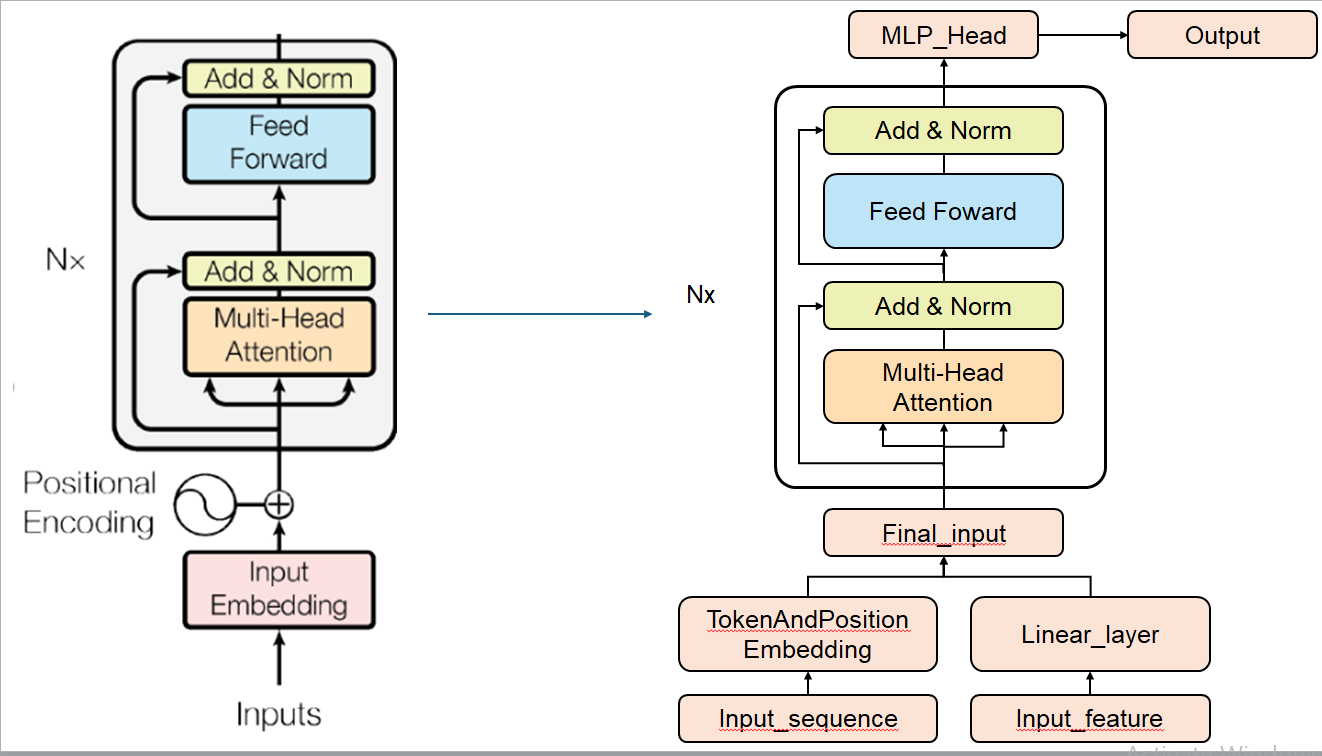 Add & Norm
Feed
Forward
Nx
Add & Norm
Multi-Head
Attention
Positional
Encoding
Input
Embedding
Inputs
MLP_Head
Output
Add & Norm
Feed Foward
Nx
Add & Norm
Multi-Head
Attention
Final_input
TokenAndPosition
Embedding
Linear_layer
Input_sequence
Input_feature